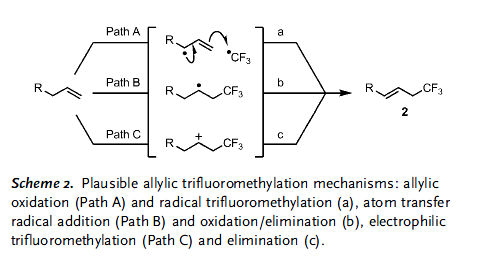 Path A
R
•CF3
a
R
Path B
R
CF3
b
R
CF3
2
Path C
R
+
CF3
c
Scheme 2. Plausible allylic trifluoromethylation mechanisms: allylic
oxidation (Path A) and radical trifluoromethylation (a), atom transfer
radical addition (Path B) and oxidation/elimination (b), electrophilic
trifluoromethylation (Path C) and elimination (c).